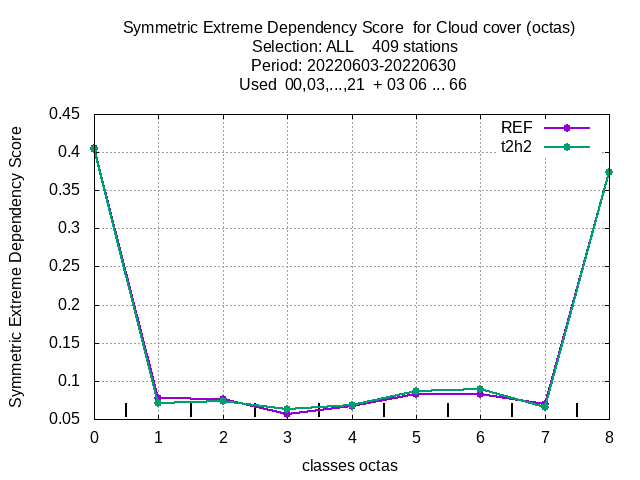 Symmetric Extreme Dependency Score  for Cloud cover (octas)
Selection: ALL    409 stations
Period: 20220603-20220630
Used  00,03,...,21  + 03 06 ... 66
Symmetric Extreme Dependency Score
0.45
0.4
0.35
0.3
0.25
0.2
0.15
0.1
0.05
REF
t2h2
0 1 2 3 4 5 6 7 8
classes octas